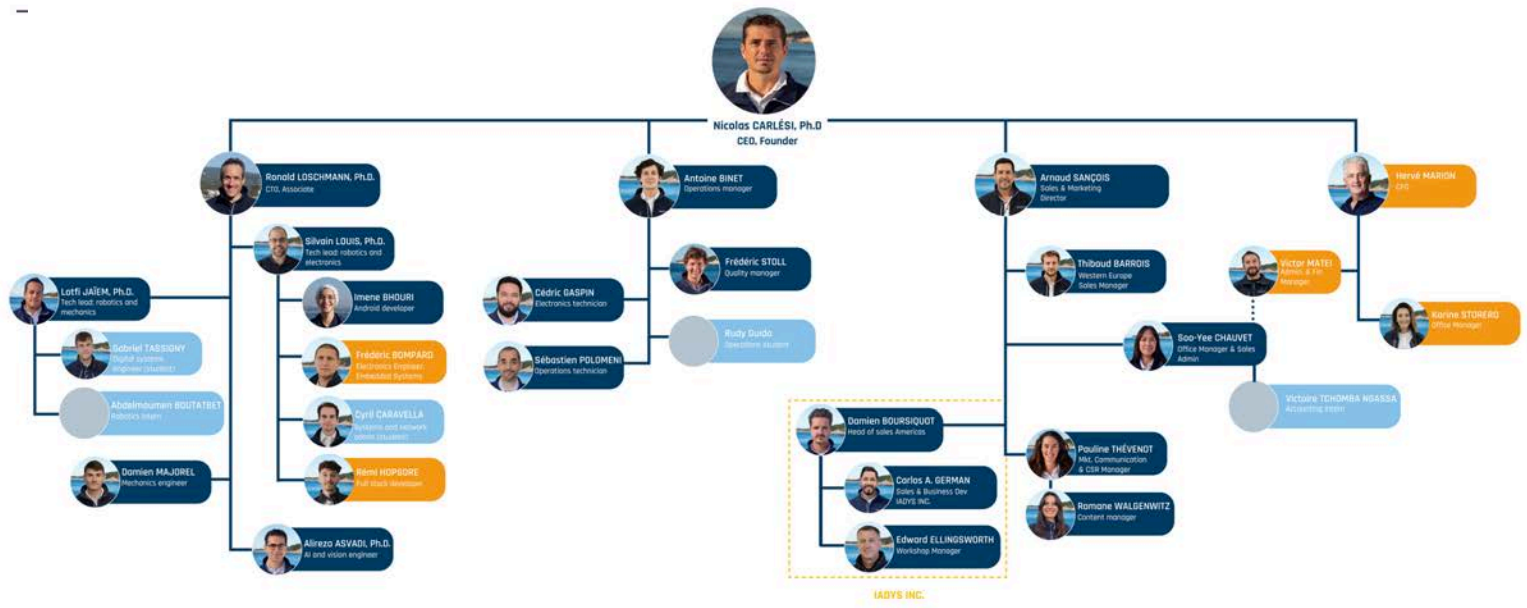 Nicolas CARLÉSI, Ph.D
CEO, Founder
Ronald LOSCHMANN, Ph.D.
CTO, Associate
Silvain LOUIS, Ph.D.
Tech lead: robotics and
electronics
Lotfi JAÏEM, Ph.D.
Tech lead: robotics and
mechanics
Gabriel TASSIGNY
Digital systems
engineer (student)
Abdelmoumen BOUTATBET
Robotics intern
Imene BHOURI
Android developer
Frédéric BOMPARD
Electronics Engineer
Embedded Systems
Cyril CARAVELLA
Systems and network
admin (student)
Rémi HOPSORE
Full stack developer
Damien MAJOREL
Mechanics engineer
Alireza ASVADI, Ph.D.
AI and vision engineer
Antoine BINET
Operations manager
Frédéric STOLL
Quality manager
Cédric GASPIN
Electronics technician
Rudy Guido
Operations student
Sébastien POLOMENI
Operations technician
Arnaud SANÇOIS
Sales & Marketing
Director
Thibaud BARROIS
Western Europe
Sales Manager
Soo-Yee CHAUVET
Office Manager & Sales
Admin
Damien BOURSIQUOT
Head of sales Americas
Carlos A. GERMAN
Sales & Business Dev
IADYS INC.
Edward ELLINGSWORTH
Workshop Manager
IADYS INC.
Pauline THÉVENOT
Mkt. Communication
& CSR Manager
Romane WALGENWITZ
Content manager
Hervé MARION
Victor MATEI
Admin. & Fin
Manager
Karine STORERO
Office Manager
Victoire TCHOMBA NGASSA
Accounting intern